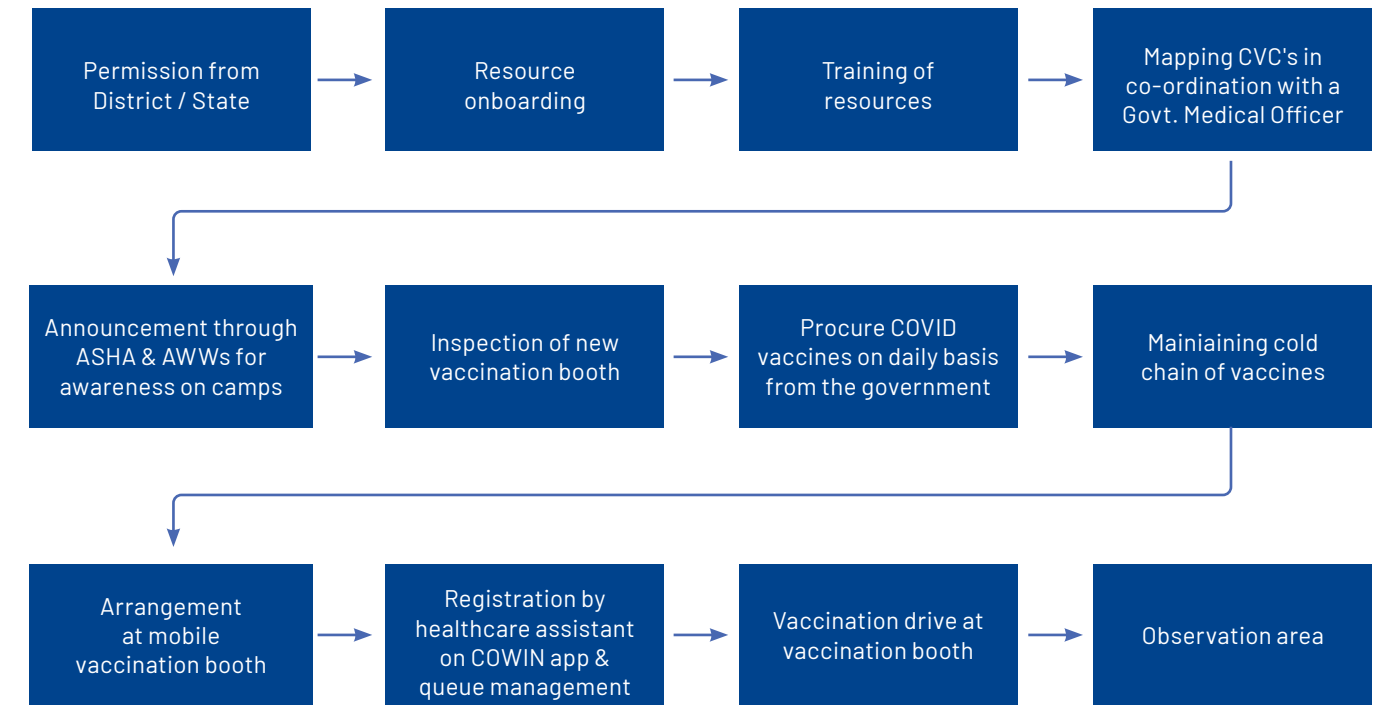 Permission from
District / State
Resource
onboarding
Training of
resources
Mapping CVC's in
co-ordination with a
Govt. Medical Officer
Announcement through
ASHA & AWWs for
awareness on camps
Inspection of new
vaccination booth
Procure COVID
vaccines on daily basis
from the government
Mainiaining cold
chain of vaccines
Arrangement
at mobile
vaccination booth
Registration by
healthcare assistant
on COWIN app &
queue management
Vaccination drive at
vaccination booth
Observation area